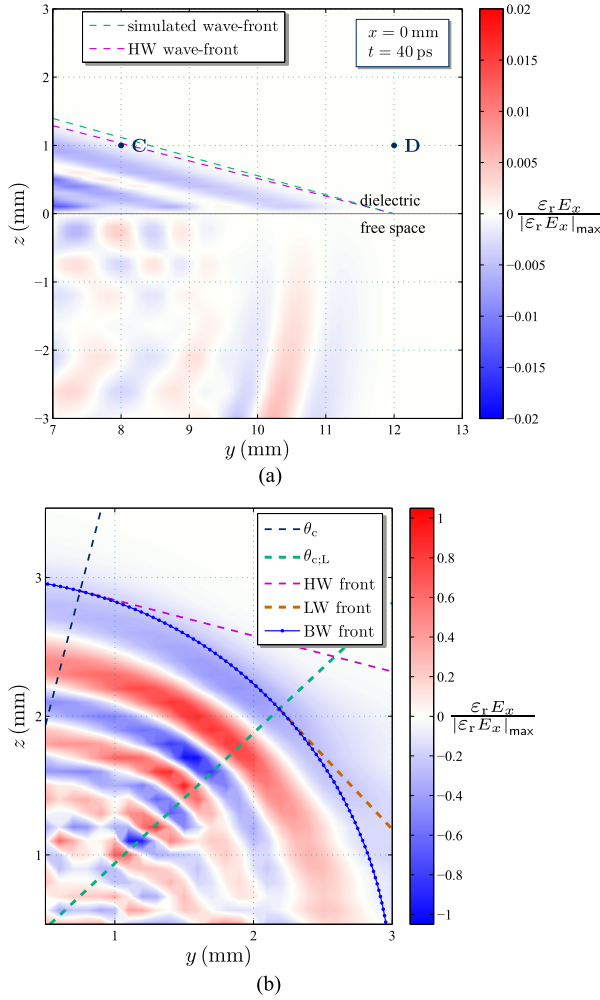 simulated wave-front
HW wave-front
x = 0 mm
t = 40 ps
C
D
dielectric
free space
3
2
1
0
−1
−2
−3
z (mm)
7
8
9
10
11
12
13
y (mm)
0.02
0.015
0.01
0.005
0
−0.005
−0.01
−0.015
−0.02
εrEx
|εrEx|max
(a)
θc
θc;L
HW front
LW front
BW front
3
2
1
z (mm)
1
2
3
y (mm)
1
0.8
0.6
0.4
0.2
0
−0.2
−0.4
−0.6
−0.8
−1
εrEx
|εrEx|max
(b)